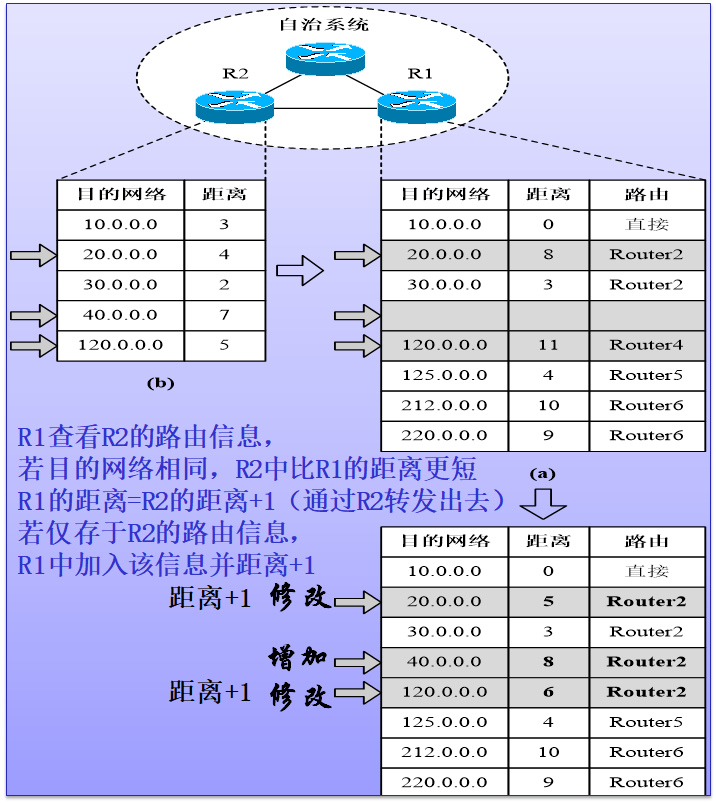 自治系统
R2
R1
目的网络 距离
10.0.0.0 3
20.0.0.0 4
30.0.0.0 2
40.0.0.0 7
120.0.0.0 5
(b)
目的网络 距离 路由
10.0.0.0 0 直接
20.0.0.0 8 Router2
30.0.0.0 3 Router2
120.0.0.0 11 Router4
125.0.0.0 4 Router5
212.0.0.0 10 Router6
220.0.0.0 9 Router6
(a)
R1查看R2的路由信息，
若目的网络相同，R2中比R1的距离更短
R1的距离=R2的距离+1（通过R2转发出去）
若仅存于R2的路由信息，
R1中加入该信息并距离+1
距离+1 修改
增加
距离+1 修改
目的网络 距离 路由
10.0.0.0 0 直接
20.0.0.0 5 Router2
30.0.0.0 3 Router2
40.0.0.0 8 Router2
120.0.0.0 6 Router2
125.0.0.0 4 Router5
212.0.0.0 10 Router6
220.0.0.0 9 Router6